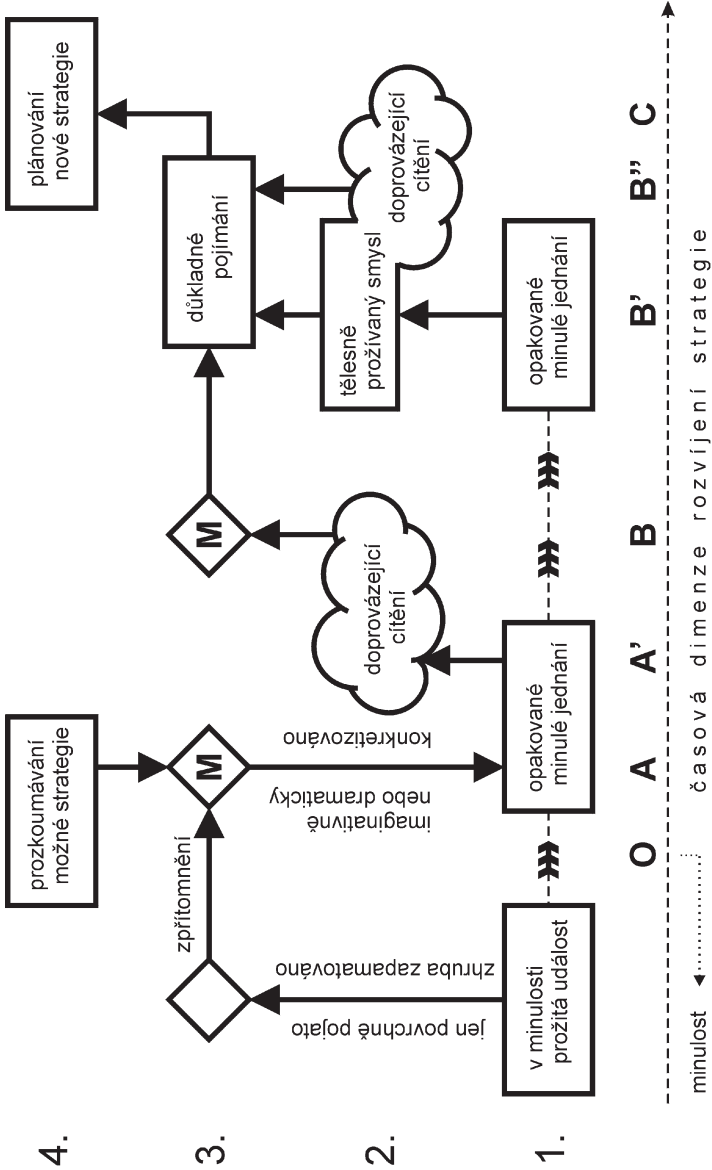 4.
prozkoumávání
možné strategie
plánování
nové strategie
3.
zpřítomnění
M
M
důkladné
pojímání
jen povrchně pojato
zhruba zapamatováno
imaginativně
nebo dramaticky
konkretizováno
2.
doprovázející
cítění
tělesně
prožívaný smysl
doprovázející
cítění
1.
v minulosti
prožitá událost
opakované
minulé jednání
opakované
minulé jednání
O A A' B B' B" C
minulost
časová dimenze rozvíjení strategie